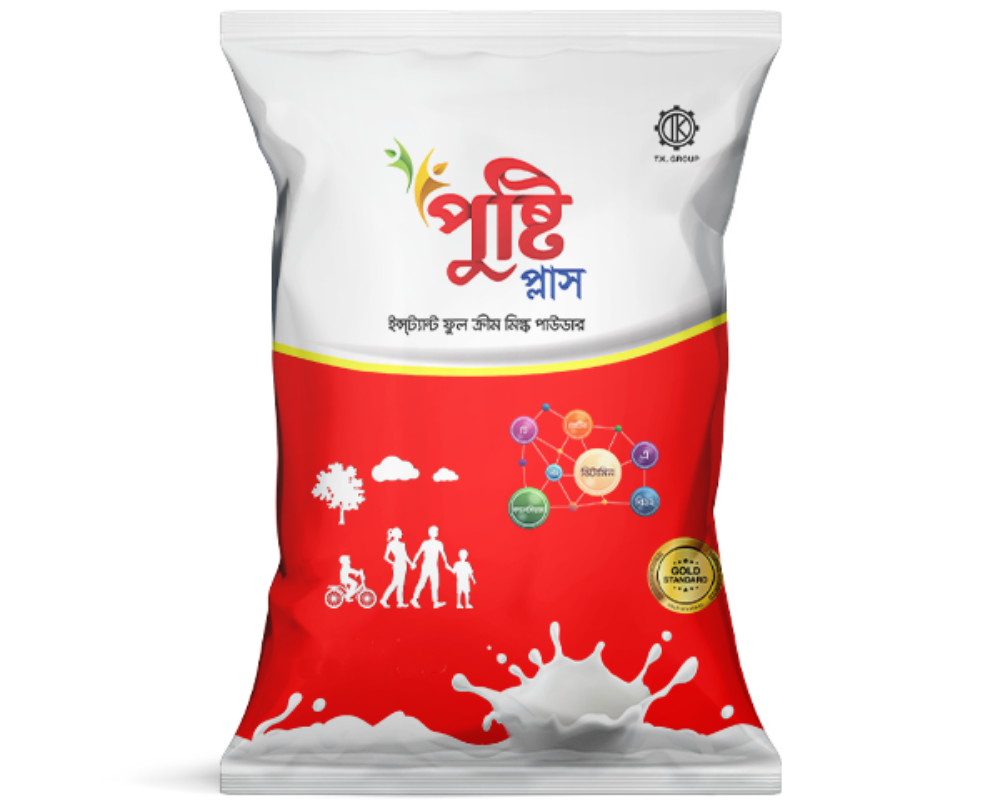 T.K. GROUP
পুষ্টি
প্লাস
ইন্সট্যান্ট ফুল ক্রীম মিল্ক পাউডার
ভিটামিন
এ
GOLD
STANDARD